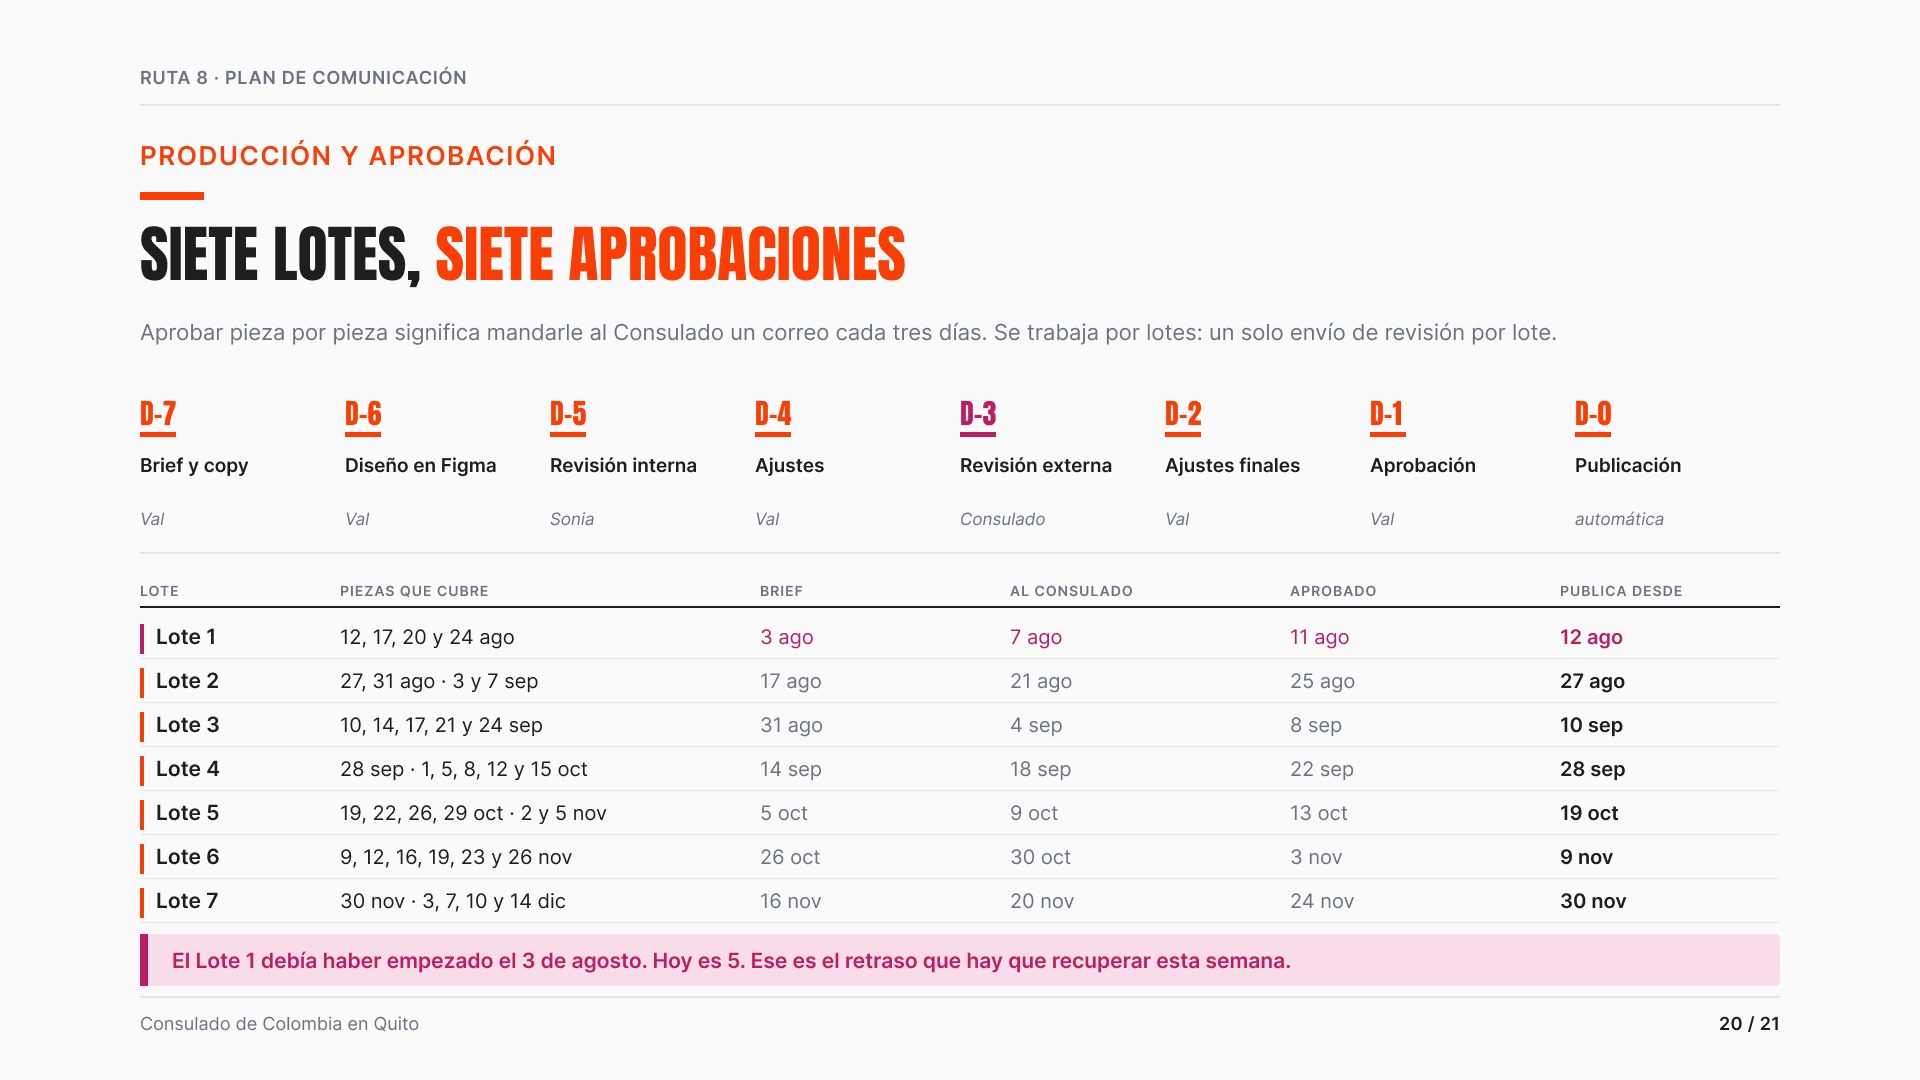 RUTA 8 · PLAN DE COMUNICACIÓN
PRODUCCIÓN Y APROBACIÓN
SIETE LOTES, SIETE APROBACIONES
Aprobar pieza por pieza significa mandarle al Consulado un correo cada tres días. Se trabaja por lotes: un solo envío de revisión por lote.
D-7 D-6 D-5 D-4 D-3 D-2 D-1 D-0
Brief y copy Diseño en Figma Revisión interna Ajustes Revisión externa Ajustes finales Aprobación Publicación
Val Val Sonia Val Consulado Val Val automática
LOTE PIEZAS QUE CUBRE BRIEF AL CONSULADO APROBADO PUBLICA DESDE
Lote 1 12, 17, 20 y 24 ago 3 ago 7 ago 11 ago 12 ago
Lote 2 27, 31 ago · 3 y 7 sep 17 ago 21 ago 25 ago 27 ago
Lote 3 10, 14, 17, 21 y 24 sep 31 ago 4 sep 8 sep 10 sep
Lote 4 28 sep · 1, 5, 8, 12 y 15 oct 14 sep 18 sep 22 sep 28 sep
Lote 5 19, 22, 26, 29 oct · 2 y 5 nov 5 oct 9 oct 13 oct 19 oct
Lote 6 9, 12, 16, 19, 23 y 26 nov 26 oct 30 oct 3 nov 9 nov
Lote 7 30 nov · 3, 7, 10 y 14 dic 16 nov 20 nov 24 nov 30 nov
El Lote 1 debía haber empezado el 3 de agosto. Hoy es 5. Ese es el retraso que hay que recuperar esta semana.
Consulado de Colombia en Quito 20 / 21